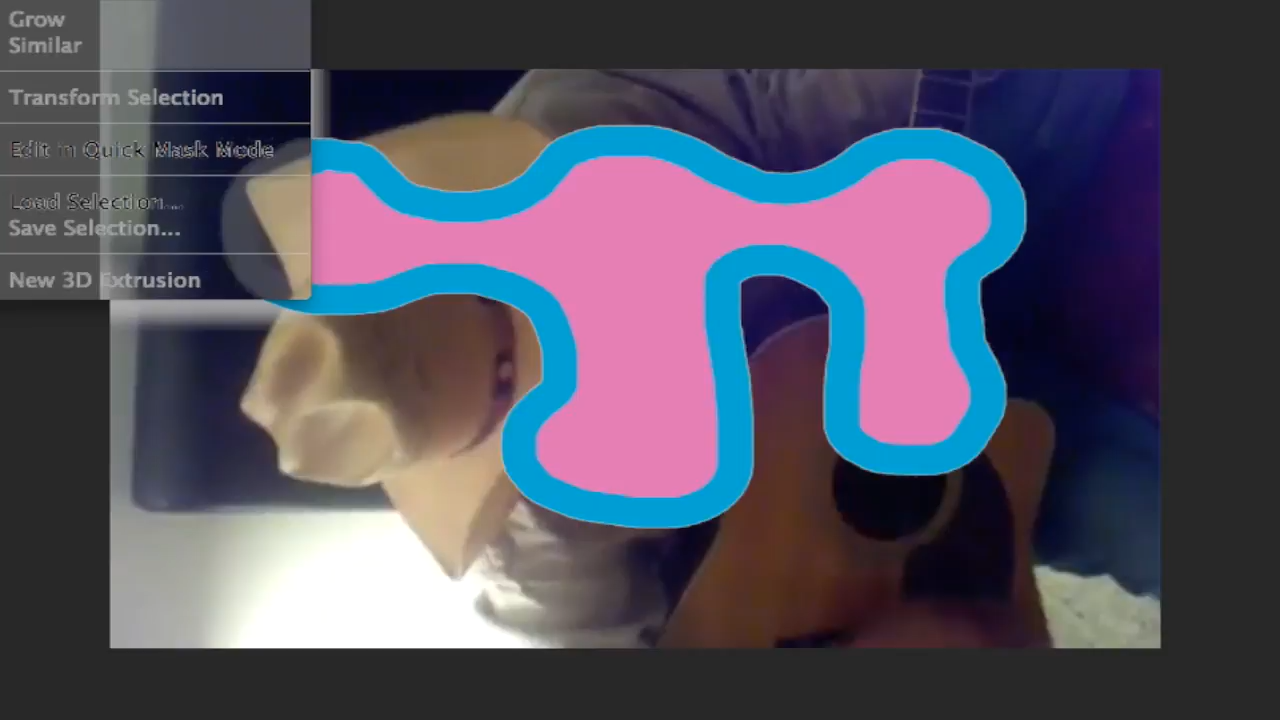 Grow
Similar
Transform Selection
Edit in Quick Mask Mode
Load Selection...
Save Selection...
New 3D Extrusion